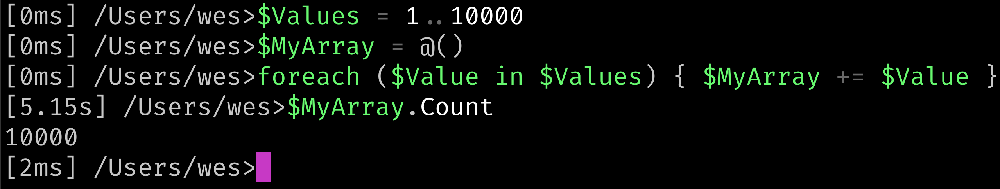 [0ms] /Users/wes>$Values = 1..10000
[0ms] /Users/wes>$MyArray = @()
[0ms] /Users/wes>foreach ($Value in $Values) { $MyArray += $Value }
[5.15s] /Users/wes>$MyArray.Count
10000
[2ms] /Users/wes>